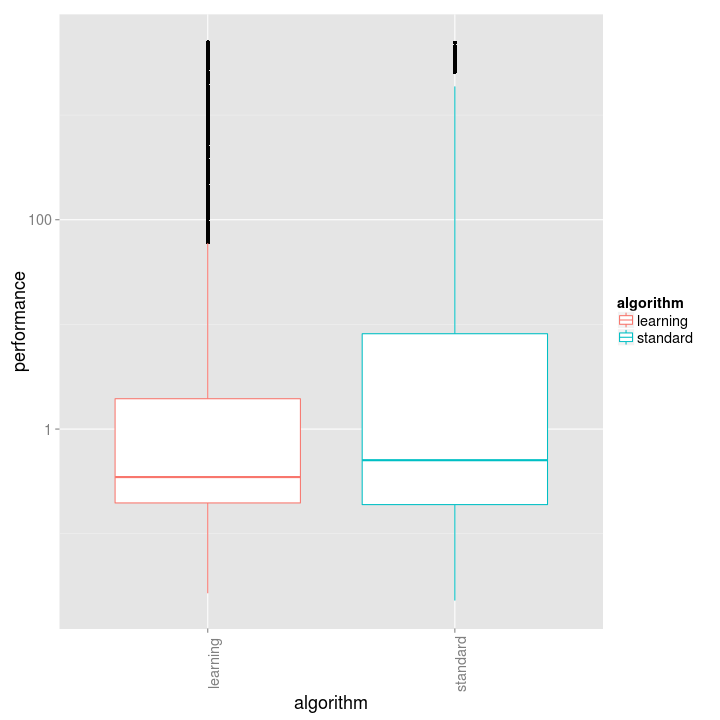 100
1
performance
learning
standard
algorithm
algorithm
learning
standard